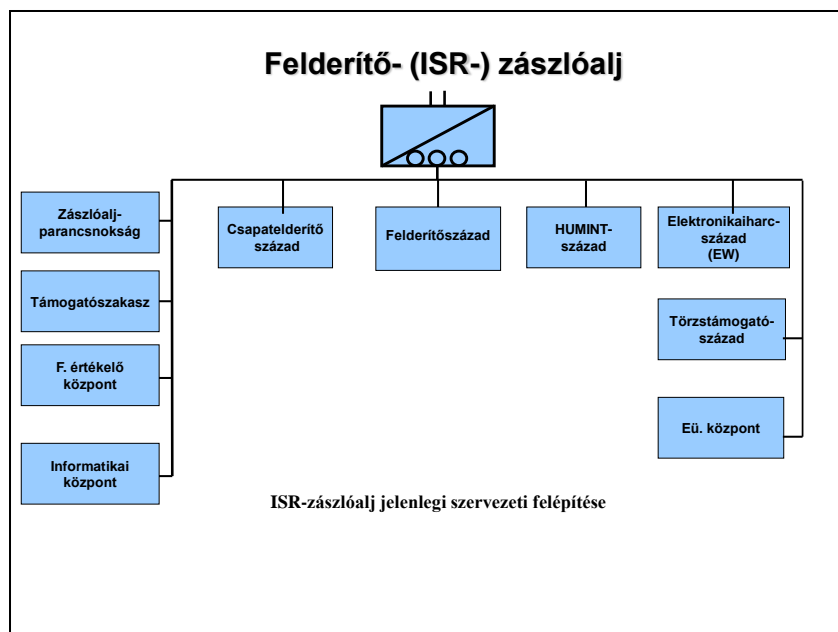 Felderítő- (ISR-) zászlóalj
Zászlóalj-
parancsnokság
Csapatelderítő
század
Felderítőszázad
HUMINT-
század
Elektronikaiharc-
század
(EW)
Támogatószakasz
Törzstámogató-
század
F. értékelő
központ
Eü. központ
Informatikai
központ
ISR-zászlóalj jelenlegi szervezeti felépítése